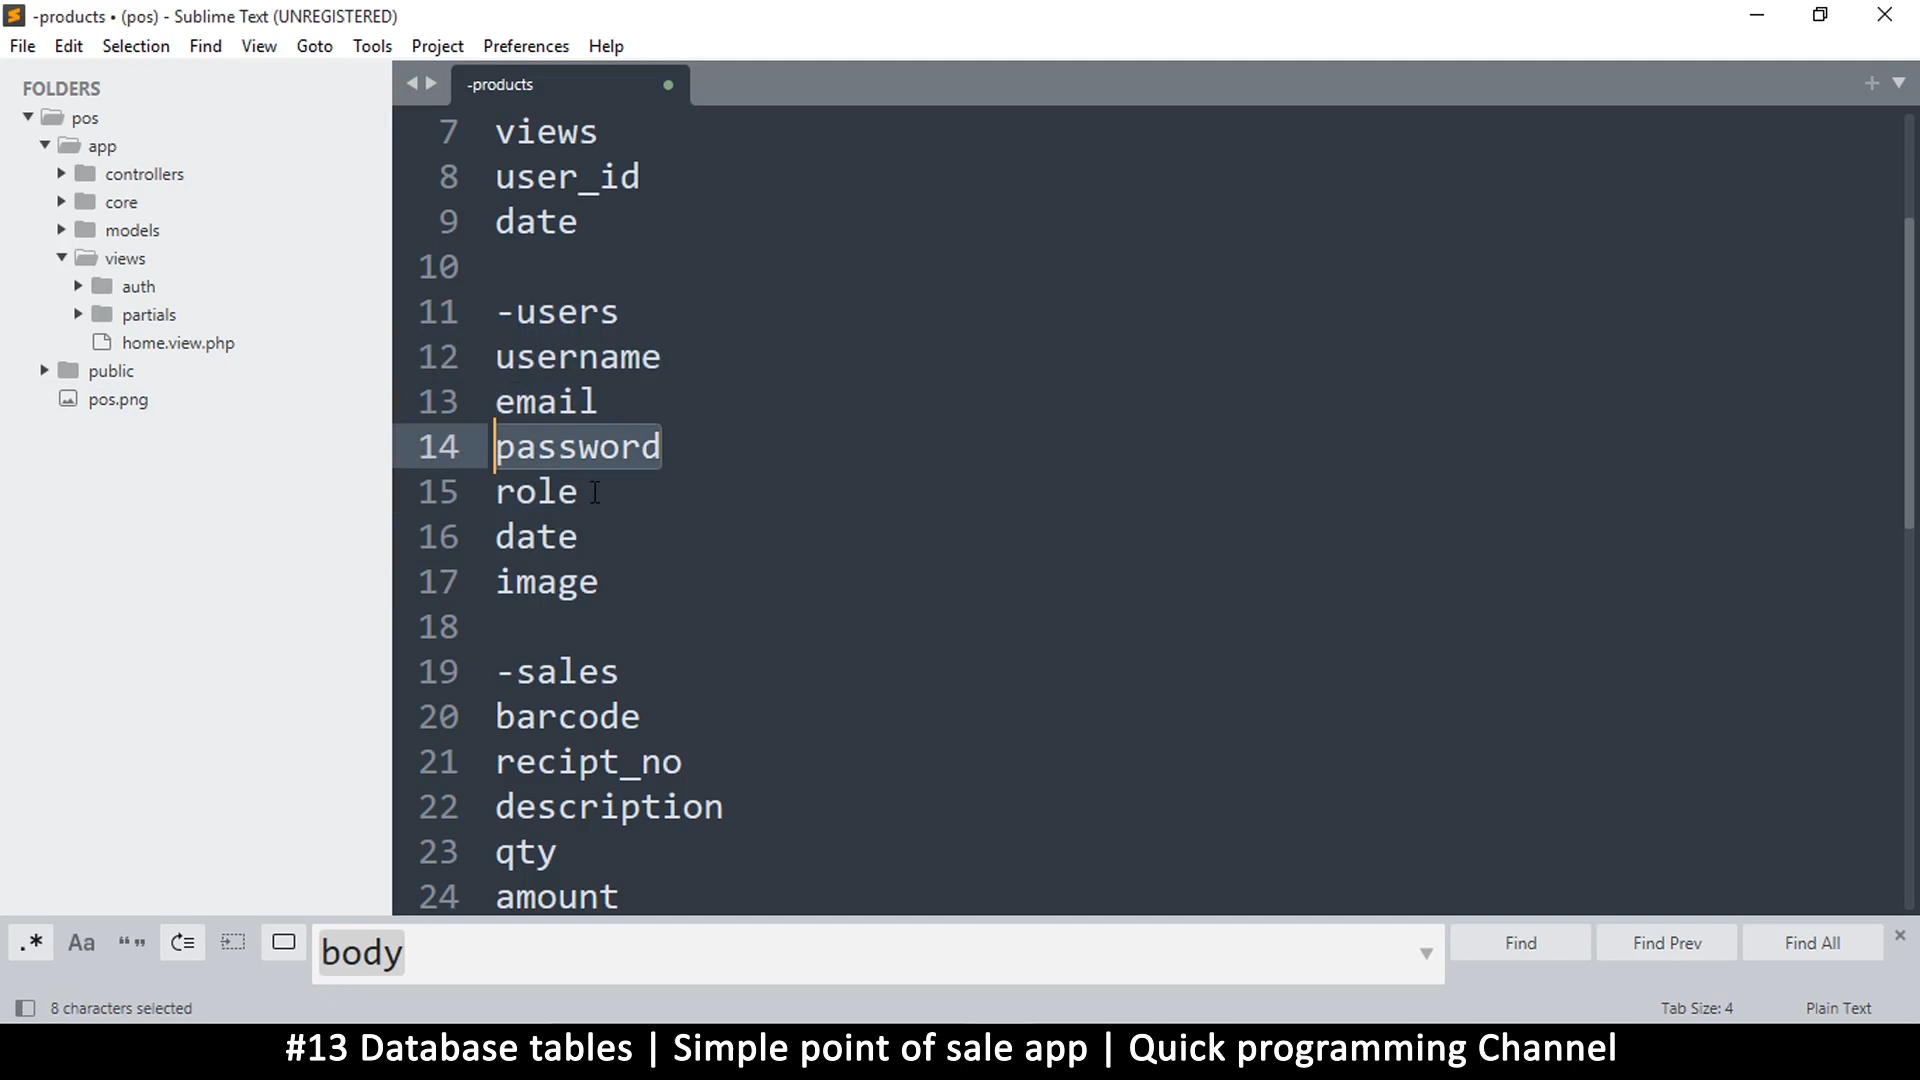 -products • (pos) - Sublime Text (UNREGISTERED)
File Edit Selection Find View Goto Tools Project Preferences Help
FOLDERS
pos
app
controllers
core
models
views
auth
partials
home.view.php
public
pos.png
-products
7 views
8 user_id
9 date
10
11 -users
12 username
13 email
14 password
15 role
16 date
17 image
18
19 -sales
20 barcode
21 recipt_no
22 description
23 qty
24 amount
.* Aa “” body Find Find Prev Find All
8 characters selected Tab Size: 4 Plain Text
#13 Database tables | Simple point of sale app | Quick programming Channel